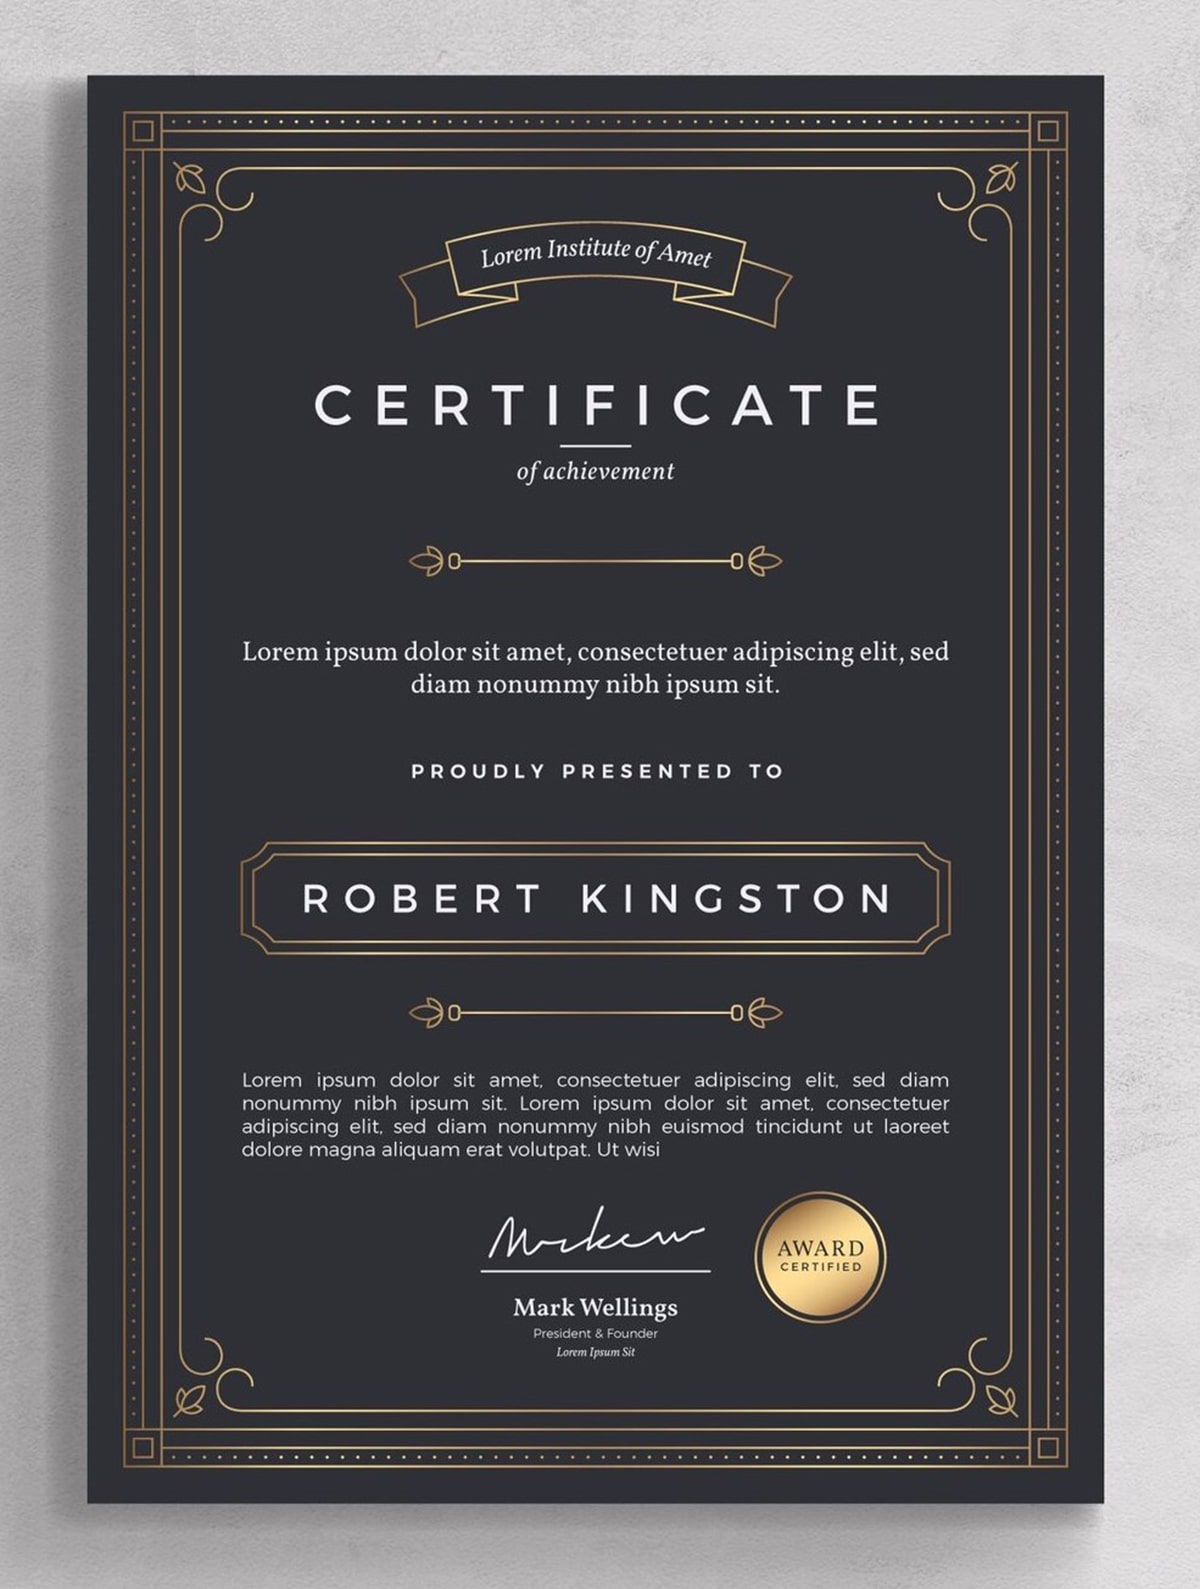 Lorem Institute of Amet
CERTIFICATE
of achievement
Lorem ipsum dolor sit amet, consectetuer adipiscing elit, sed
diam nonummy nibh ipsum sit.
PROUDLY PRESENTED TO
ROBERT KINGSTON
Lorem ipsum dolor sit amet, consectetuer adipiscing elit, sed diam
nonummy nibh ipsum sit. Lorem ipsum dolor sit amet, consectetuer
adipiscing elit, sed diam nonummy nibh euismod tincidunt ut laoreet
dolore magna aliquam erat volutpat. Ut wisi
AWARD
CERTIFIED
Mark Wellings
President & Founder
Lorem Ipsum Sit